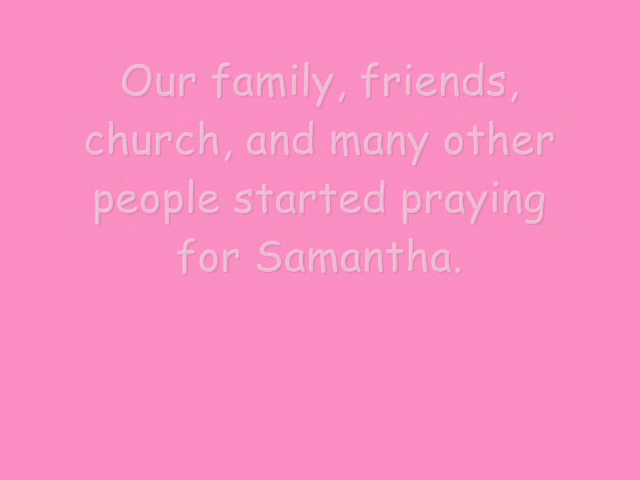 Our family, friends,
church, and many other
people started praying
for Samantha.